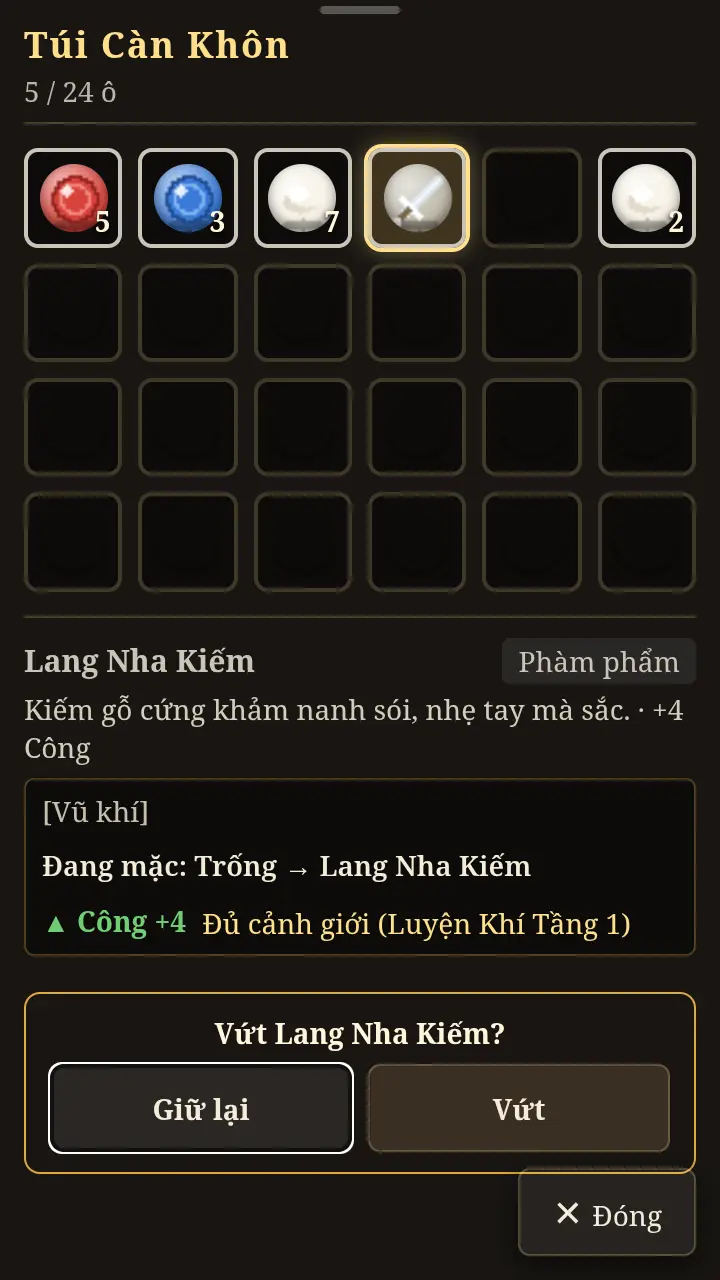 Túi Càn Khôn
5 / 24 ô
5
3
7
2
Lang Nha Kiếm
Phàm phẩm
Kiếm gỗ cứng khảm nanh sói, nhẹ tay mà sắc. · +4
Công
[Vũ khí]
Đang mặc: Trống → Lang Nha Kiếm
▲ Công +4 Đủ cảnh giới (Luyện Khí Tầng 1)
Vứt Lang Nha Kiếm?
Giữ lại
Vứt
✕ Đóng